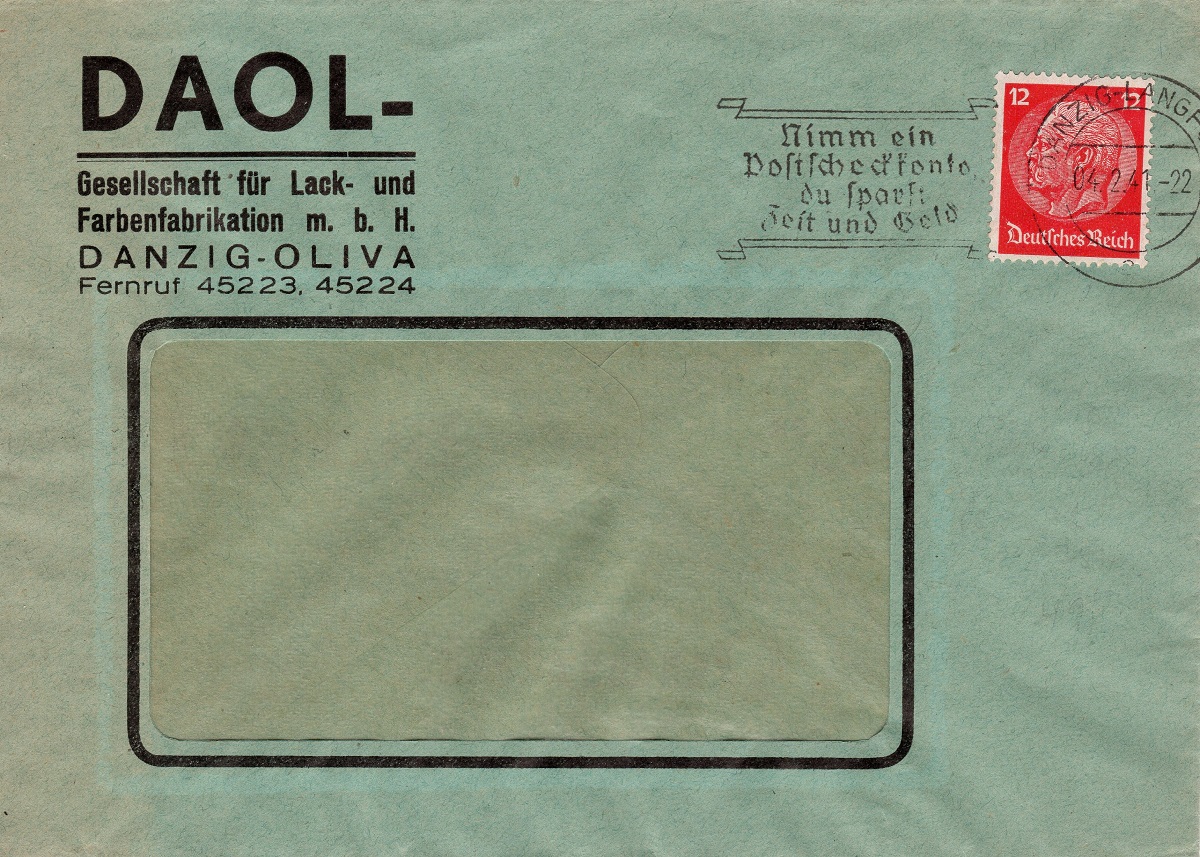 DAOL-
Gesellschaft für Lack- und
Farbenfabrikation m. b. H.
DANZIG-OLIVA
Fernruf 45223, 45224
Nimm ein
Postscheckkonto
du sparst
Zeit und Geld
12 12
DANZIG-LANGF
04.2.41-22
Deutsches Reich